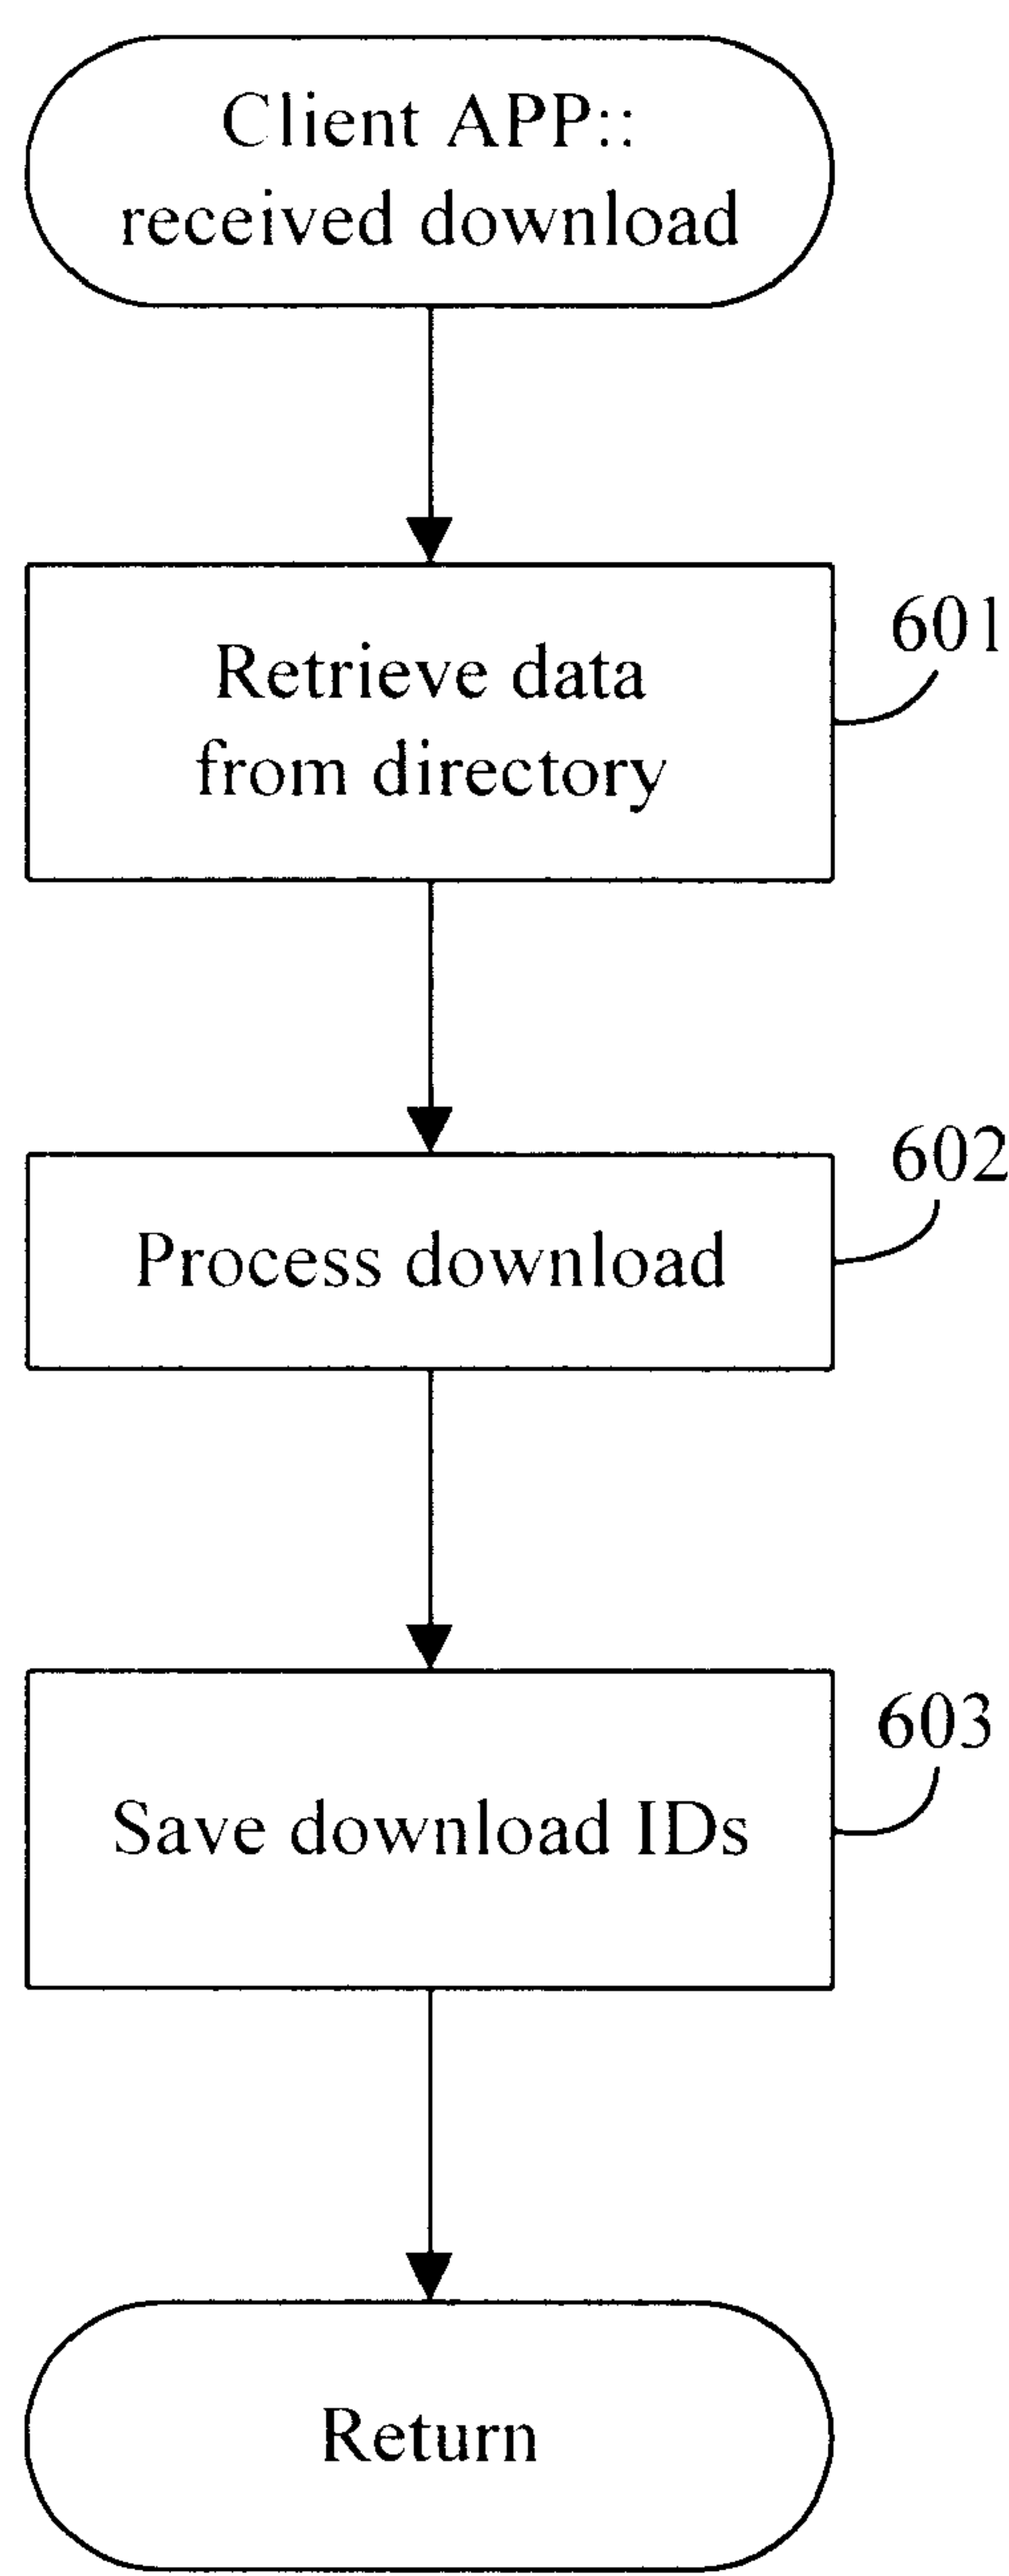 Client APP::
received download
601
Retrieve data
from directory
602
Process download
603
Save download IDs
Return